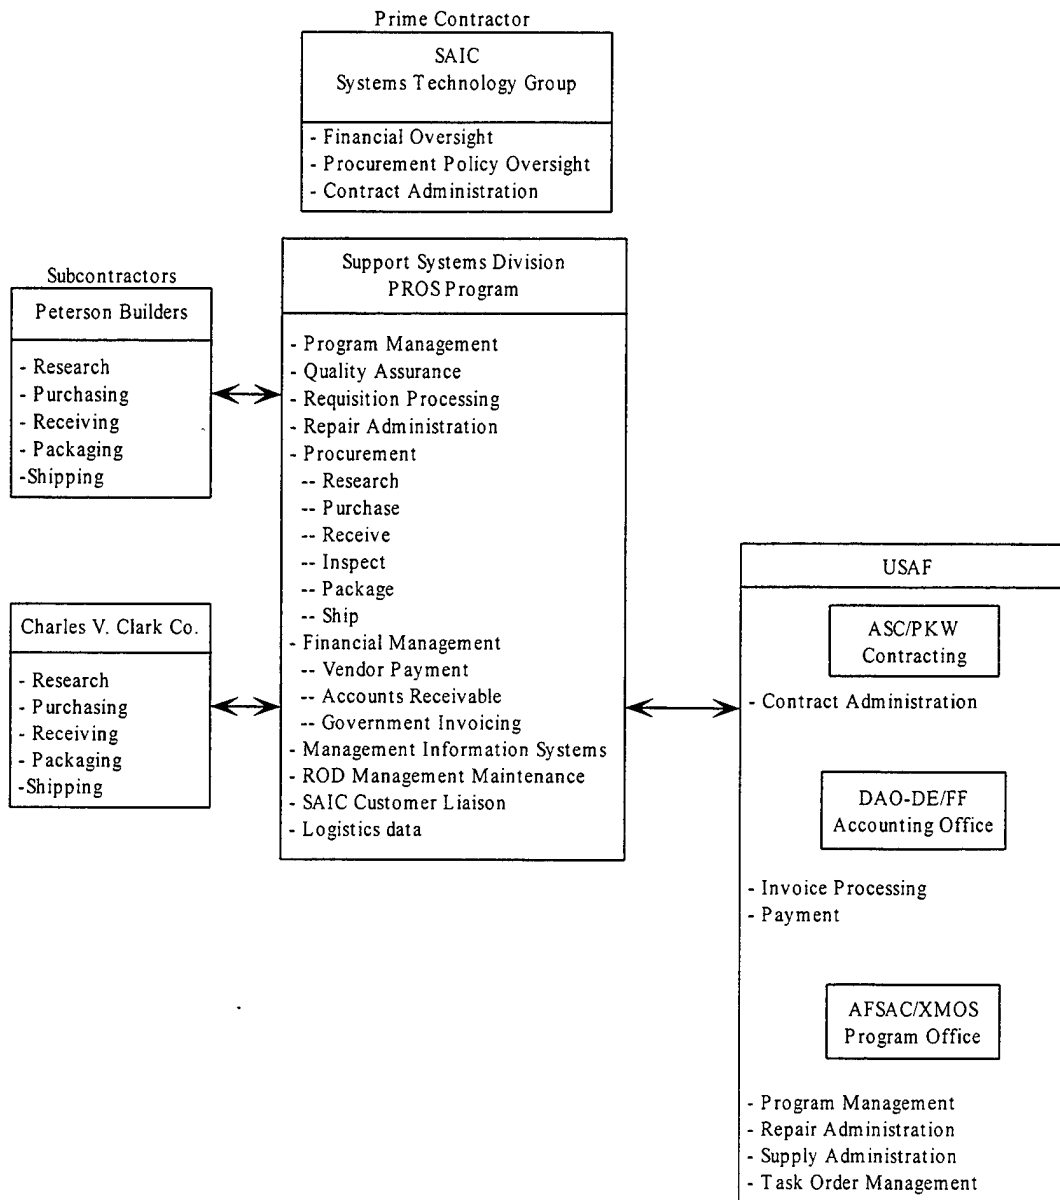 Prime Contractor
SAIC
Systems Technology Group
- Financial Oversight
- Procurement Policy Oversight
- Contract Administration
Subcontractors
Peterson Builders
- Research
- Purchasing
- Receiving
- Packaging
-Shipping
Charles V. Clark Co.
- Research
- Purchasing
- Receiving
- Packaging
-Shipping
Support Systems Division
PROS Program
- Program Management
- Quality Assurance
- Requisition Processing
- Repair Administration
- Procurement
-- Research
-- Purchase
-- Receive
-- Inspect
-- Package
-- Ship
- Financial Management
-- Vendor Payment
-- Accounts Receivable
-- Government Invoicing
- Management Information Systems
- ROD Management Maintenance
- SAIC Customer Liaison
- Logistics data
USAF
ASC/PKW
Contracting
- Contract Administration
DAO-DE/FF
Accounting Office
- Invoice Processing
- Payment
AFSAC/XMOS
Program Office
- Program Management
- Repair Administration
- Supply Administration
- Task Order Management